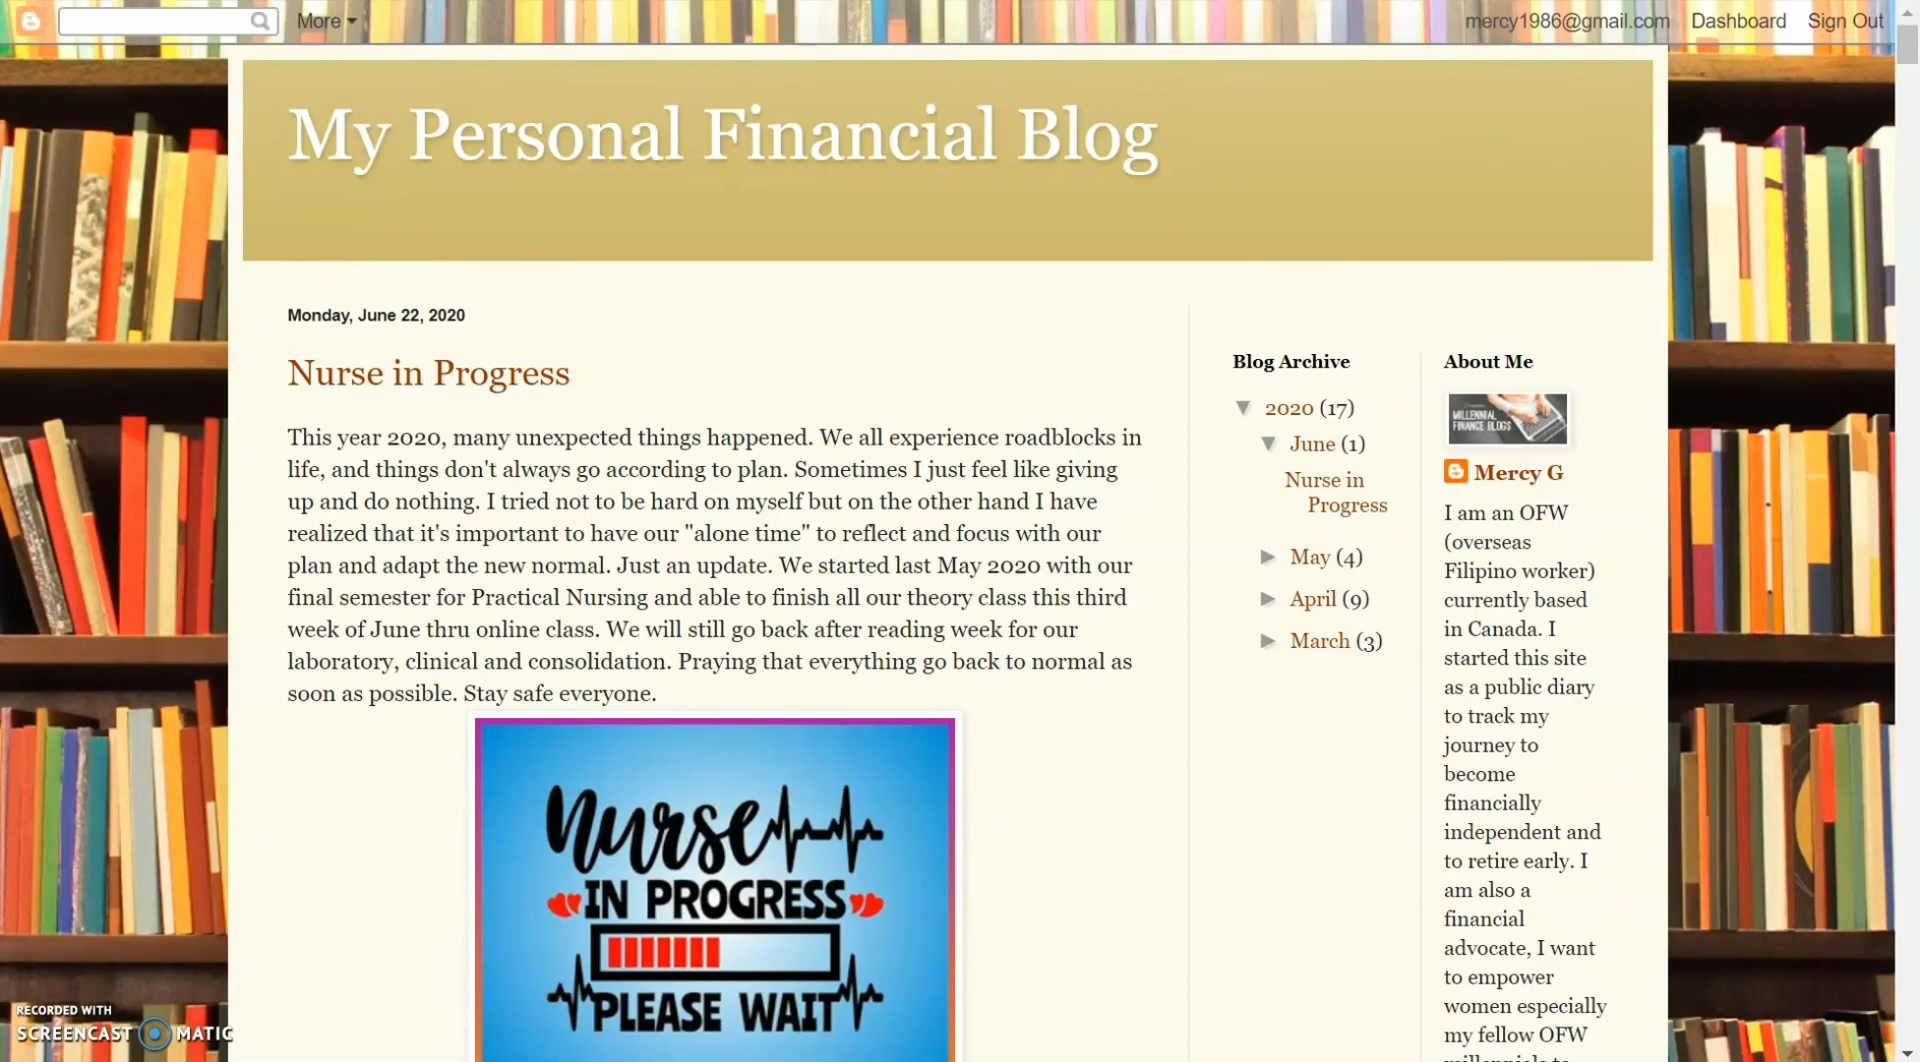 More
mercy1986@gmail.com Dashboard Sign Out
My Personal Financial Blog
Monday, June 22, 2020
Nurse in Progress
This year 2020, many unexpected things happened. We all experience roadblocks in
life, and things don't always go according to plan. Sometimes I just feel like giving
up and do nothing. I tried not to be hard on myself but on the other hand I have
realized that it's important to have our "alone time" to reflect and focus with our
plan and adapt the new normal. Just an update. We started last May 2020 with our
final semester for Practical Nursing and able to finish all our theory class this third
week of June thru online class. We will still go back after reading week for our
laboratory, clinical and consolidation. Praying that everything go back to normal as
soon as possible. Stay safe everyone.
nurse
IN PROGRESS
PLEASE WAIT
Blog Archive
2020 (17)
June (1)
Nurse in
Progress
May (4)
April (9)
March (3)
About Me
MILLENNIAL
FINANCE BLOGS
Mercy G
I am an OFW
(overseas
Filipino worker)
currently based
in Canada. I
started this site
as a public diary
to track my
journey to
become
financially
independent and
to retire early. I
am also a
financial
advocate, I want
to empower
women especially
my fellow OFW
millennials to
RECORDED WITH
SCREENCAST MATIC